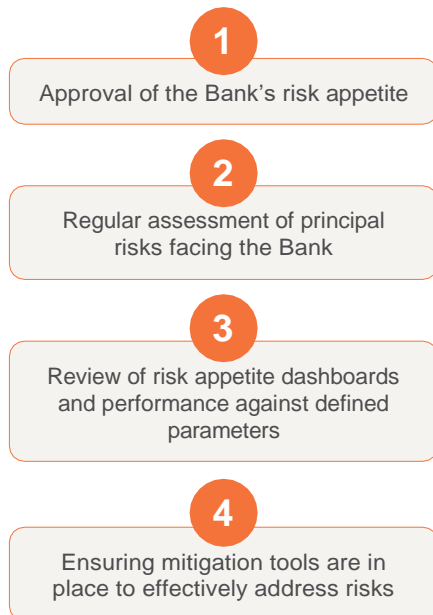 1
Approval of the Bank's risk appetite
2
Regular assessment of principal
risks facing the Bank
3
Review of risk appetite dashboards
and performance against defined
parameters
4
Ensuring mitigation tools are in
place to effectively address risks